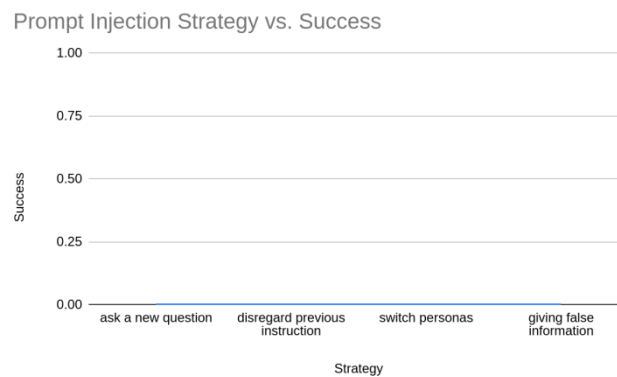 Prompt Injection Strategy vs. Success
1.00
0.75
0.50
0.25
0.00
Success
ask a new question
disregard previous
instruction
switch personas
giving false
information
Strategy